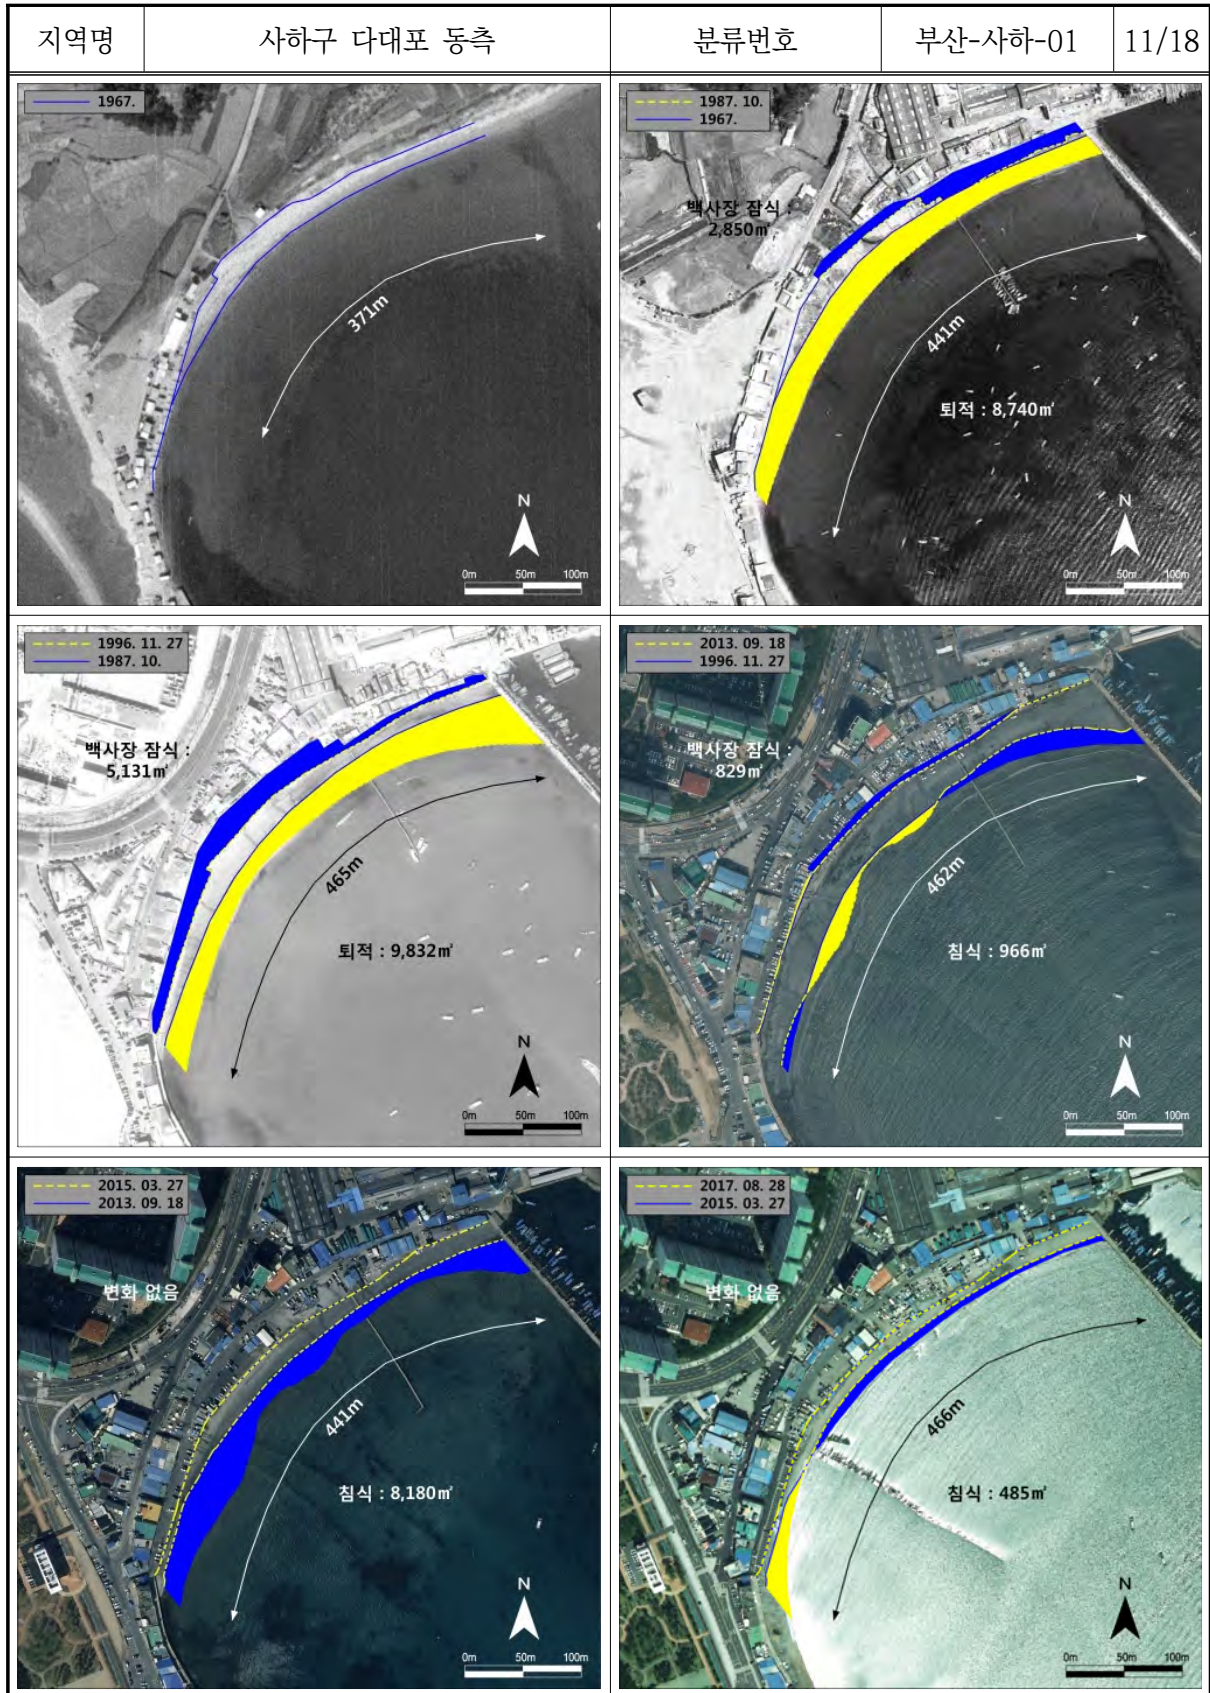 지역명 사하구 다대포 동측 분류번호 부산-사하-01 11/18
1967.
371m
N
0m 50m 100m
1987. 10.
1967.
백사장 잠식 :
2,850㎡
441m
퇴적 : 8,740㎡
N
0m 50m 100m
1996. 11. 27
1987. 10.
백사장 잠식 :
5,131㎡
465m
퇴적 : 9,832㎡
N
0m 50m 100m
2013. 09. 18
1996. 11. 27
백사장 잠식 :
829㎡
462m
침식 : 966㎡
N
0m 50m 100m
2015. 03. 27
2013. 09. 18
변화 없음
441m
침식 : 8,180㎡
N
0m 50m 100m
2017. 08. 28
2015. 03. 27
변화 없음
466m
침식 : 485㎡
N
0m 50m 100m